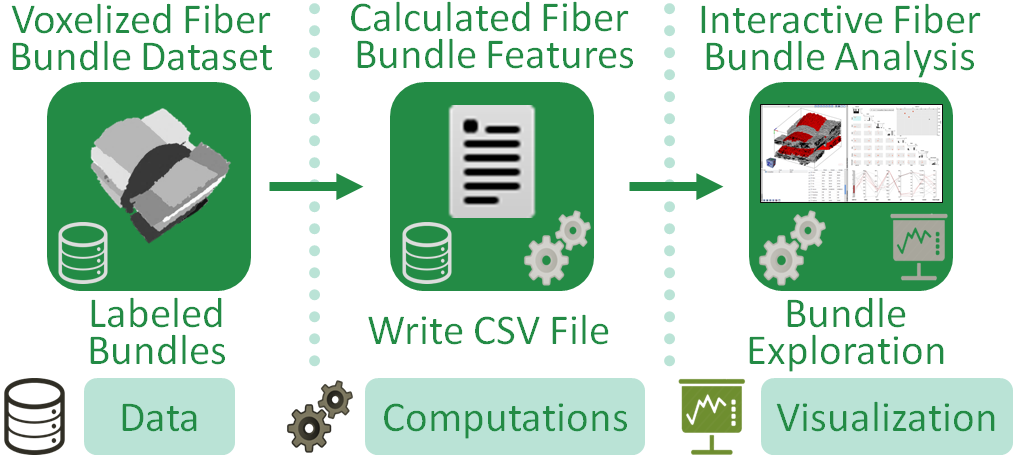 Voxelized Fiber
Bundle Dataset
Calculated Fiber
Bundle Features
Interactive Fiber
Bundle Analysis
Labeled
Bundles
Write CSV File
Bundle
Exploration
Data
Computations
Visualization